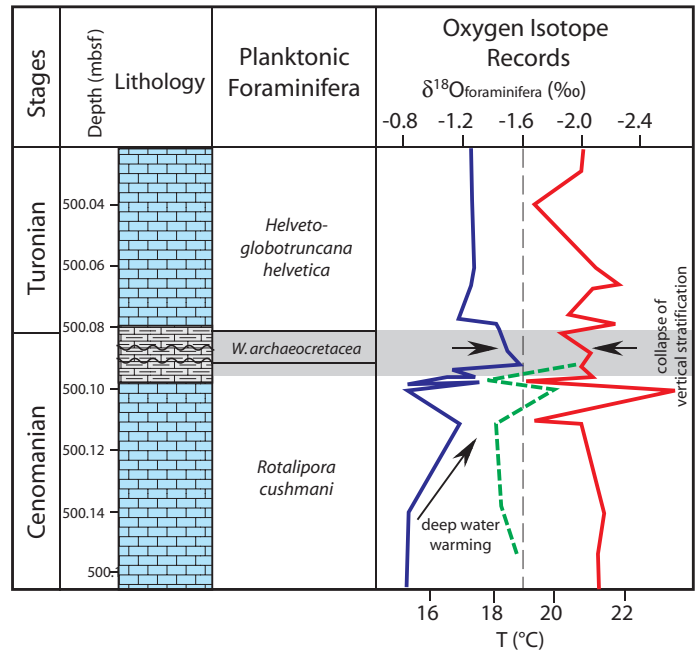 Stages
Depth (mbsf)
Lithology
Planktonic
Foraminifera
Oxygen Isotope
Records
δ18Oforaminifera (‰)
-0.8 -1.2 -1.6 -2.0 -2.4
Turonian
Cenomanian
500.04
500.06
500.08
500.10
500.12
500.14
500.
Helveto-
globotruncana
helvetica
W.archaeocretacea
Rotalipora
cushmani
collapse of
vertical stratification
deep water
warming
16 18 20 22
T (°C)